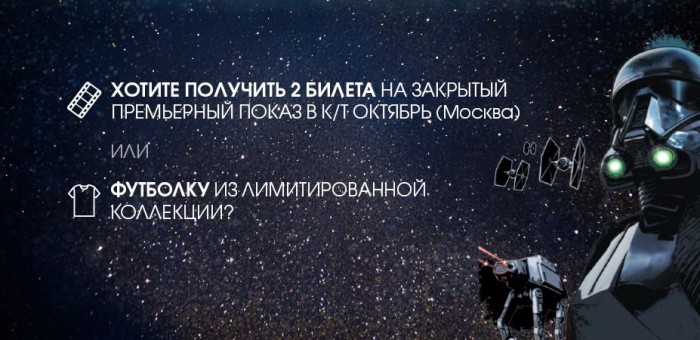 ХОТИТЕ ПОЛУЧИТЬ 2 БИЛЕТА НА ЗАКРЫТЫЙ
ПРЕМЬЕРНЫЙ ПОКАЗ В К/Т ОКТЯБРЬ (Москва)
ИЛИ
ФУТБОЛКУ ИЗ ЛИМИТИРОВАННОЙ
КОЛЛЕКЦИИ?